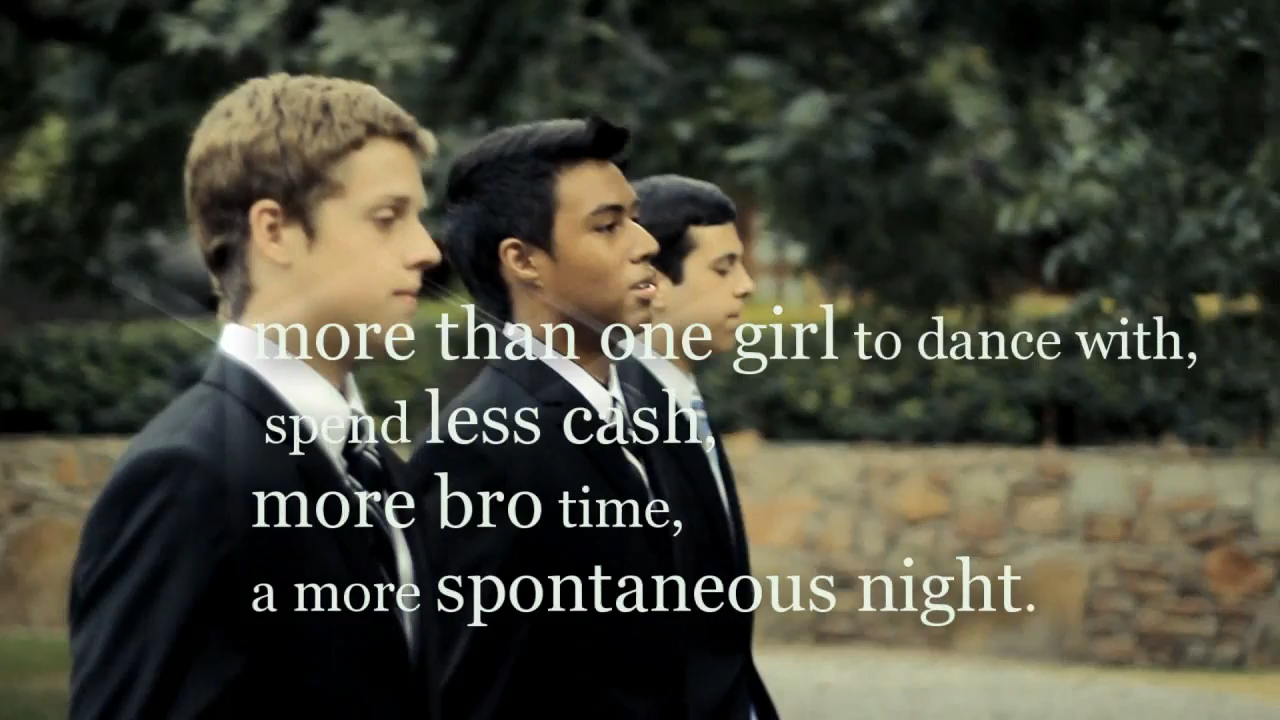 more than one girl to dance with,
spend less cash,
more bro time,
a more spontaneous night.